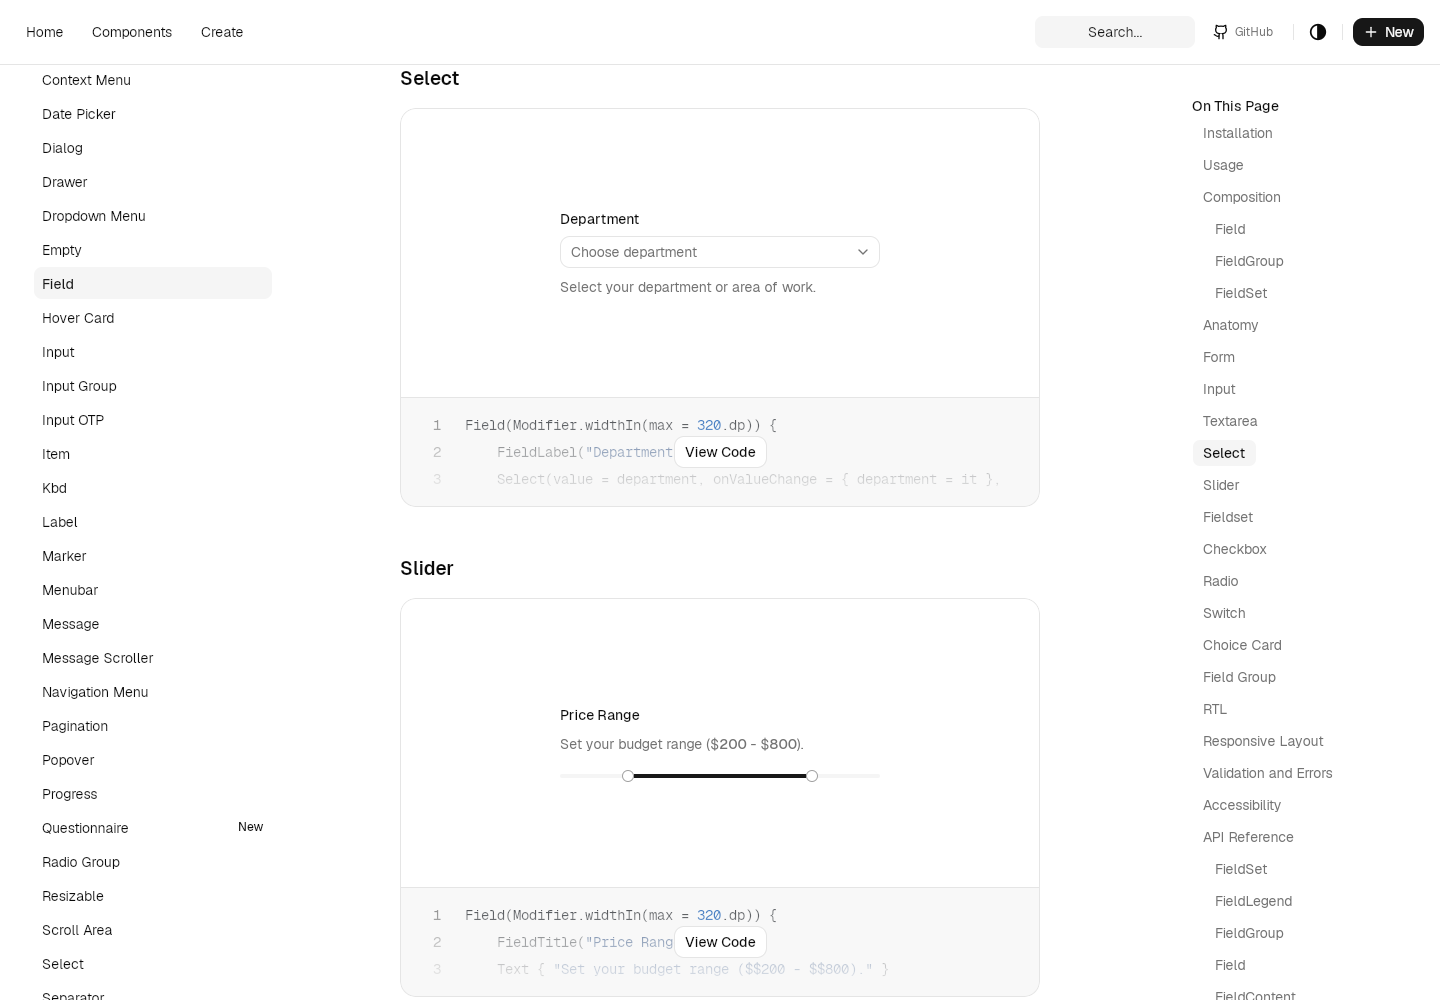 Home
Components
Create
Search...
GitHub
New
Context Menu
Date Picker
Dialog
Drawer
Dropdown Menu
Empty
Field
Hover Card
Input
Input Group
Input OTP
Item
Kbd
Label
Marker
Menubar
Message
Message Scroller
Navigation Menu
Pagination
Popover
Progress
Questionnaire New
Radio Group
Resizable
Scroll Area
Select
Separator
Select
Department
Choose department
Select your department or area of work.
1 Field(Modifier.widthIn(max = 320.dp)) {
2 FieldLabel("Department
View Code
3 Select(value = department, onValueChange = { department = it },
Slider
Price Range
Set your budget range ($200 - $800).
1 Field(Modifier.widthIn(max = 320.dp)) {
2 FieldTitle("Price Rang
View Code
3 Text { "Set your budget range ($$200 - $$800)." }
On This Page
Installation
Usage
Composition
Field
FieldGroup
FieldSet
Anatomy
Form
Input
Textarea
Select
Slider
Fieldset
Checkbox
Radio
Switch
Choice Card
Field Group
RTL
Responsive Layout
Validation and Errors
Accessibility
API Reference
FieldSet
FieldLegend
FieldGroup
Field
FieldContent